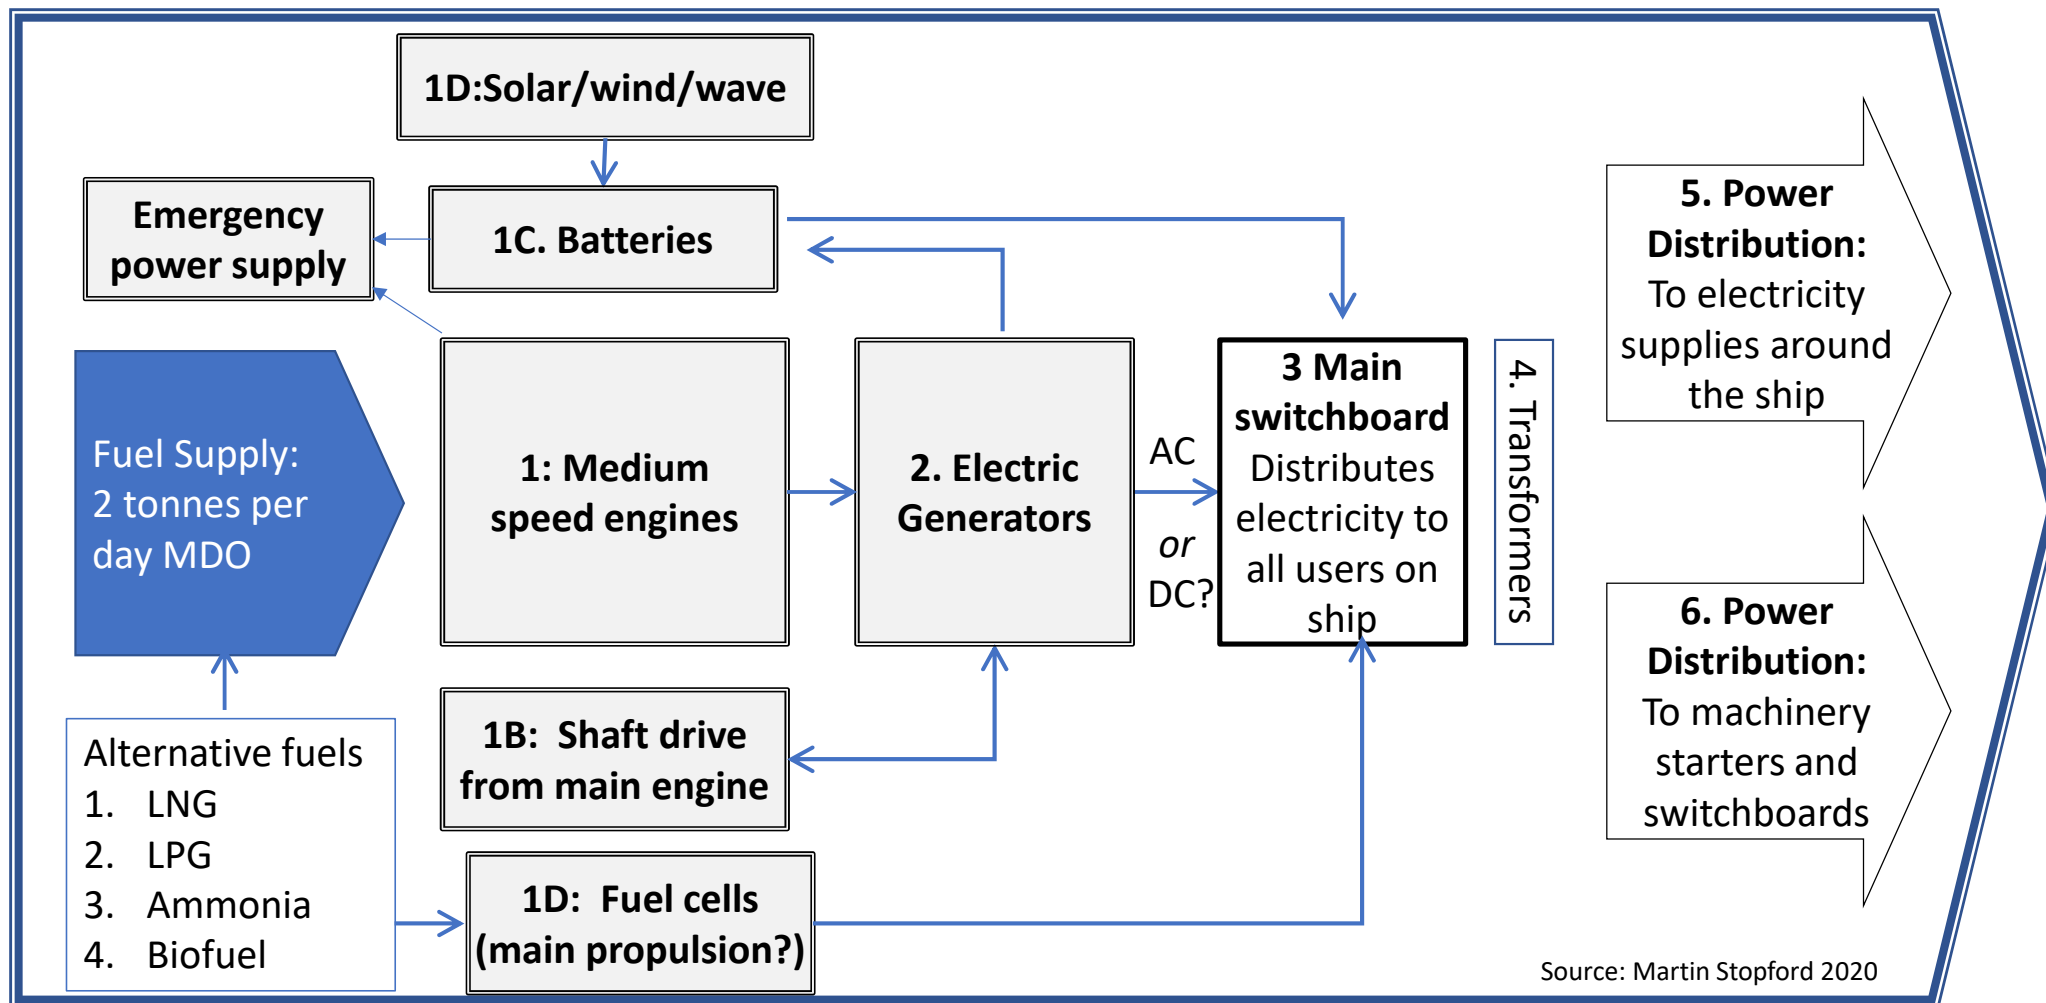 1D:Solar/wind/wave
Emergency
power supply
1C. Batteries
Fuel Supply:
2 tonnes per
day MDO
1: Medium
speed engines
2. Electric
Generators
AC
or
DC?
3 Main
switchboard
Distributes
electricity to
all users on
ship
4. Transformers
5. Power
Distribution:
To electricity
supplies around
the ship
6. Power
Distribution:
To machinery
starters and
switchboards
1B:  Shaft drive
from main engine
Alternative fuels
1. LNG
2. LPG
3. Ammonia
4. Biofuel
1D:  Fuel cells
(main propulsion?)
Source: Martin Stopford 2020